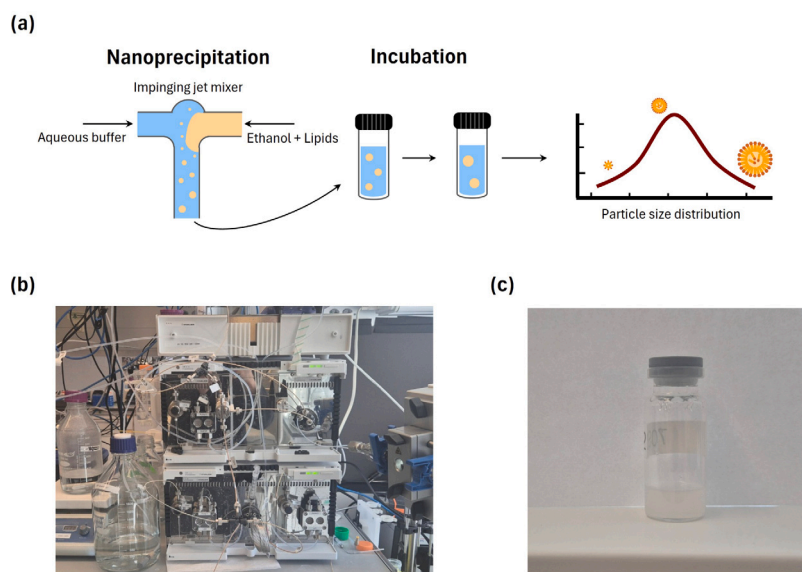 (a)
Nanoprecipitation
Incubation
Impinging jet mixer
Aqueous buffer
Ethanol + Lipids
Particle size distribution
(b)
(c)